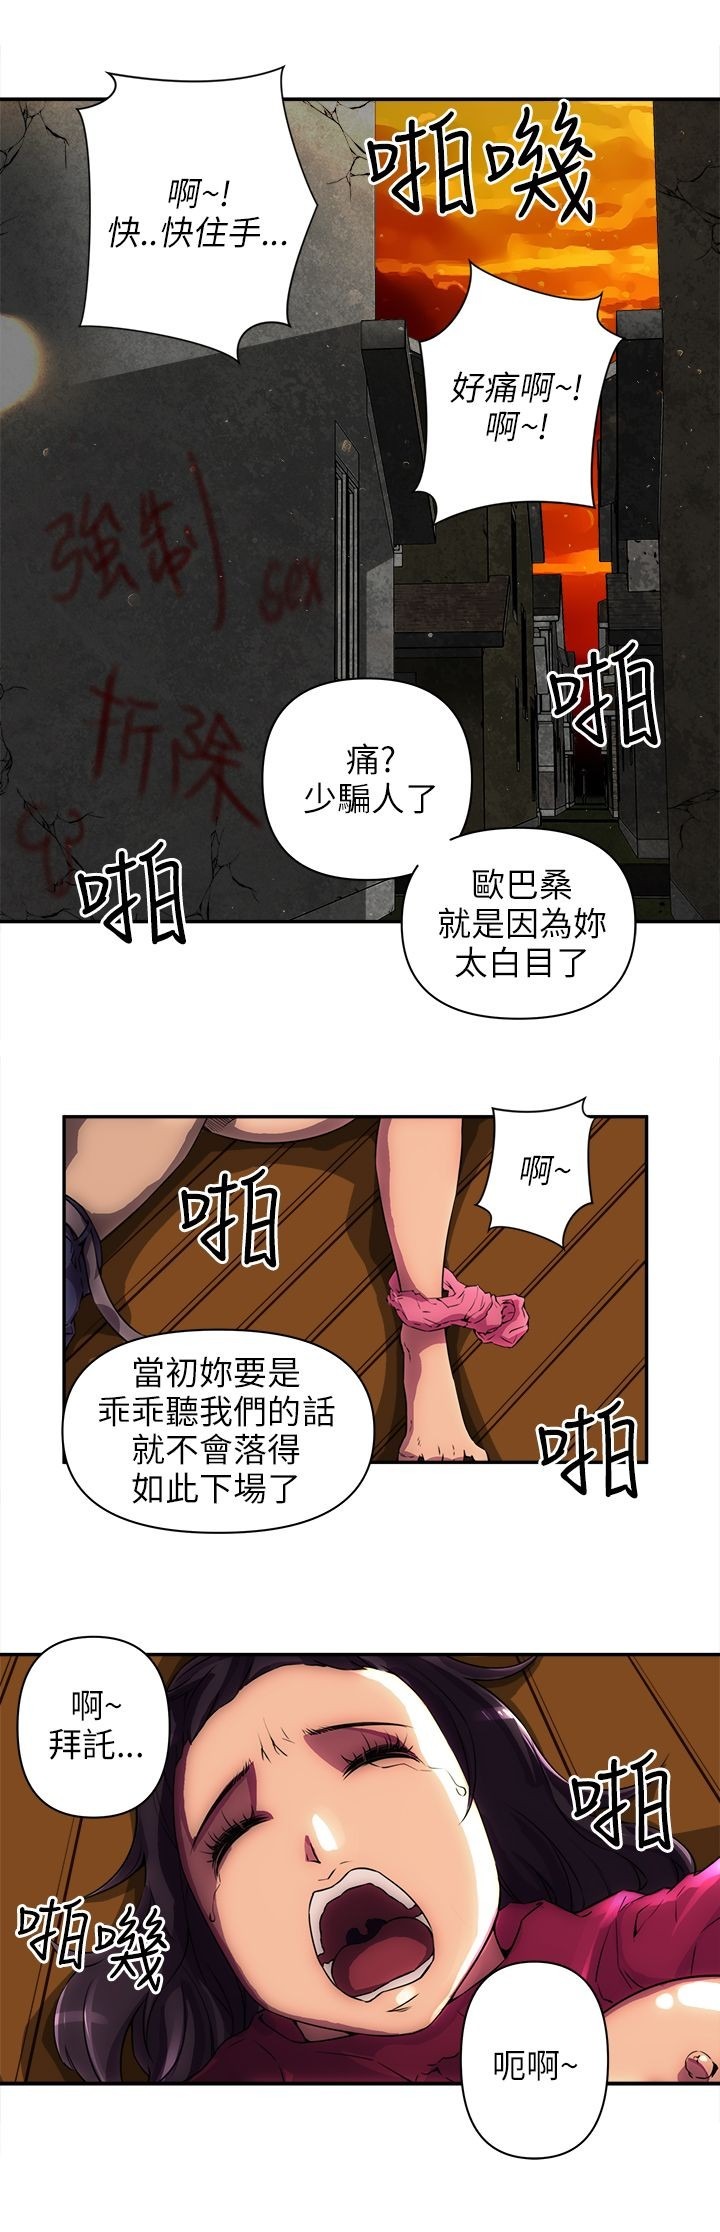 啪嘰
啊~!
快..快住手...
好痛啊~!
啊~!
強制
sex
啪
拆除
痛?
少騙人了
啪
歐巴桑
就是因為妳
太白目了
啊~
啪
當初妳要是
乖乖聽我們的話
就不會落得
如此下場了
啪
啊~
拜託...
啪
啪嘰
呃啊~